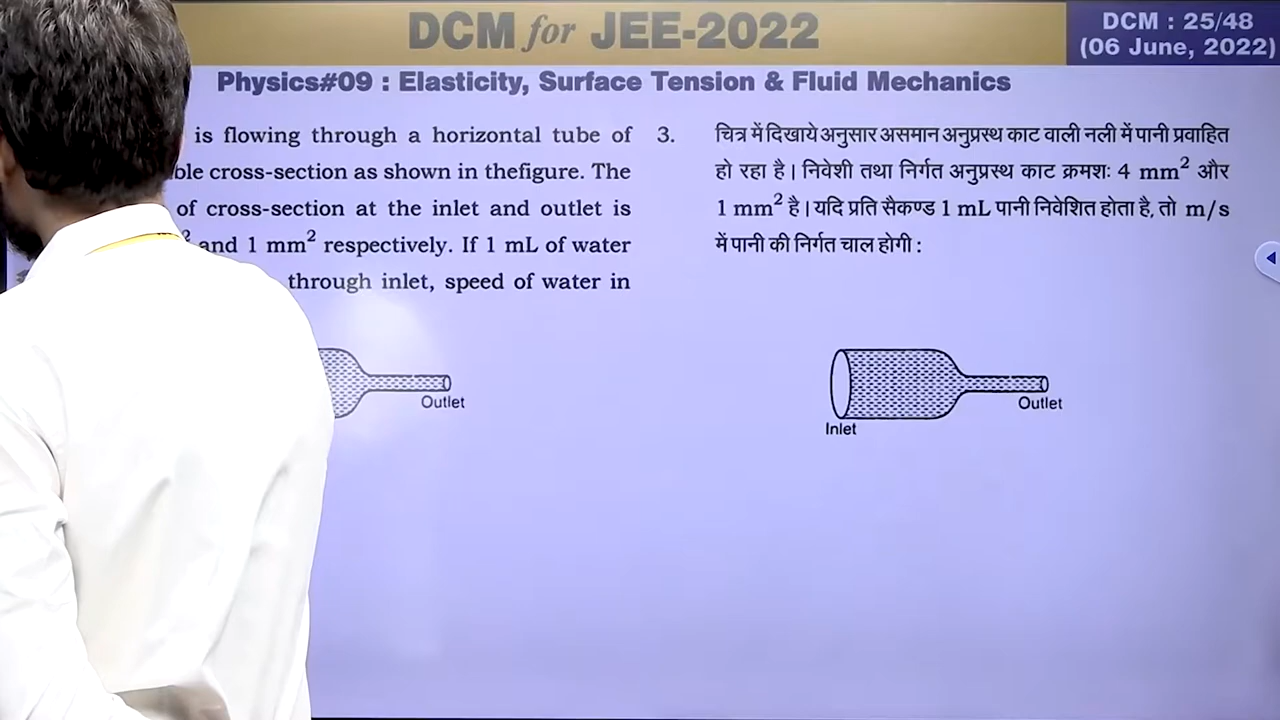 DCM for JEE-2022
DCM : 25/48
(06 June, 2022)
Physics#09 : Elasticity, Surface Tension & Fluid Mechanics
is flowing through a horizontal tube of
cross-section as shown in thefigure. The
of cross-section at the inlet and outlet is
and 1 mm² respectively. If 1 mL of water
through inlet, speed of water in
Outlet
3. चित्र में दिखाये अनुसार असमान अनुप्रस्थ काट वाली नली में पानी प्रवाहित
हो रहा है। निवेशी तथा निर्गत अनुप्रस्थ काट क्रमशः 4 mm² और
1 mm² है। यदि प्रति सैकण्ड 1 mL पानी निवेशित होता है, तो m/s
में पानी की निर्गत चाल होगी :
Outlet
Inlet